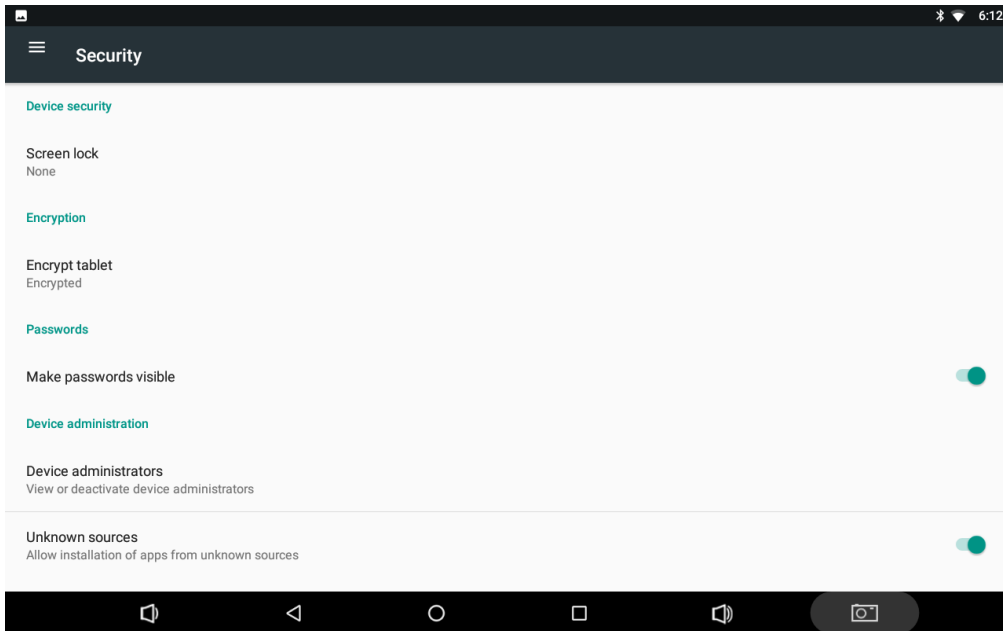 6:12
Security
Device security
Screen lock
None
Encryption
Encrypt tablet
Encrypted
Passwords
Make passwords visible
Device administration
Device administrators
View or deactivate device administrators
Unknown sources
Allow installation of apps from unknown sources